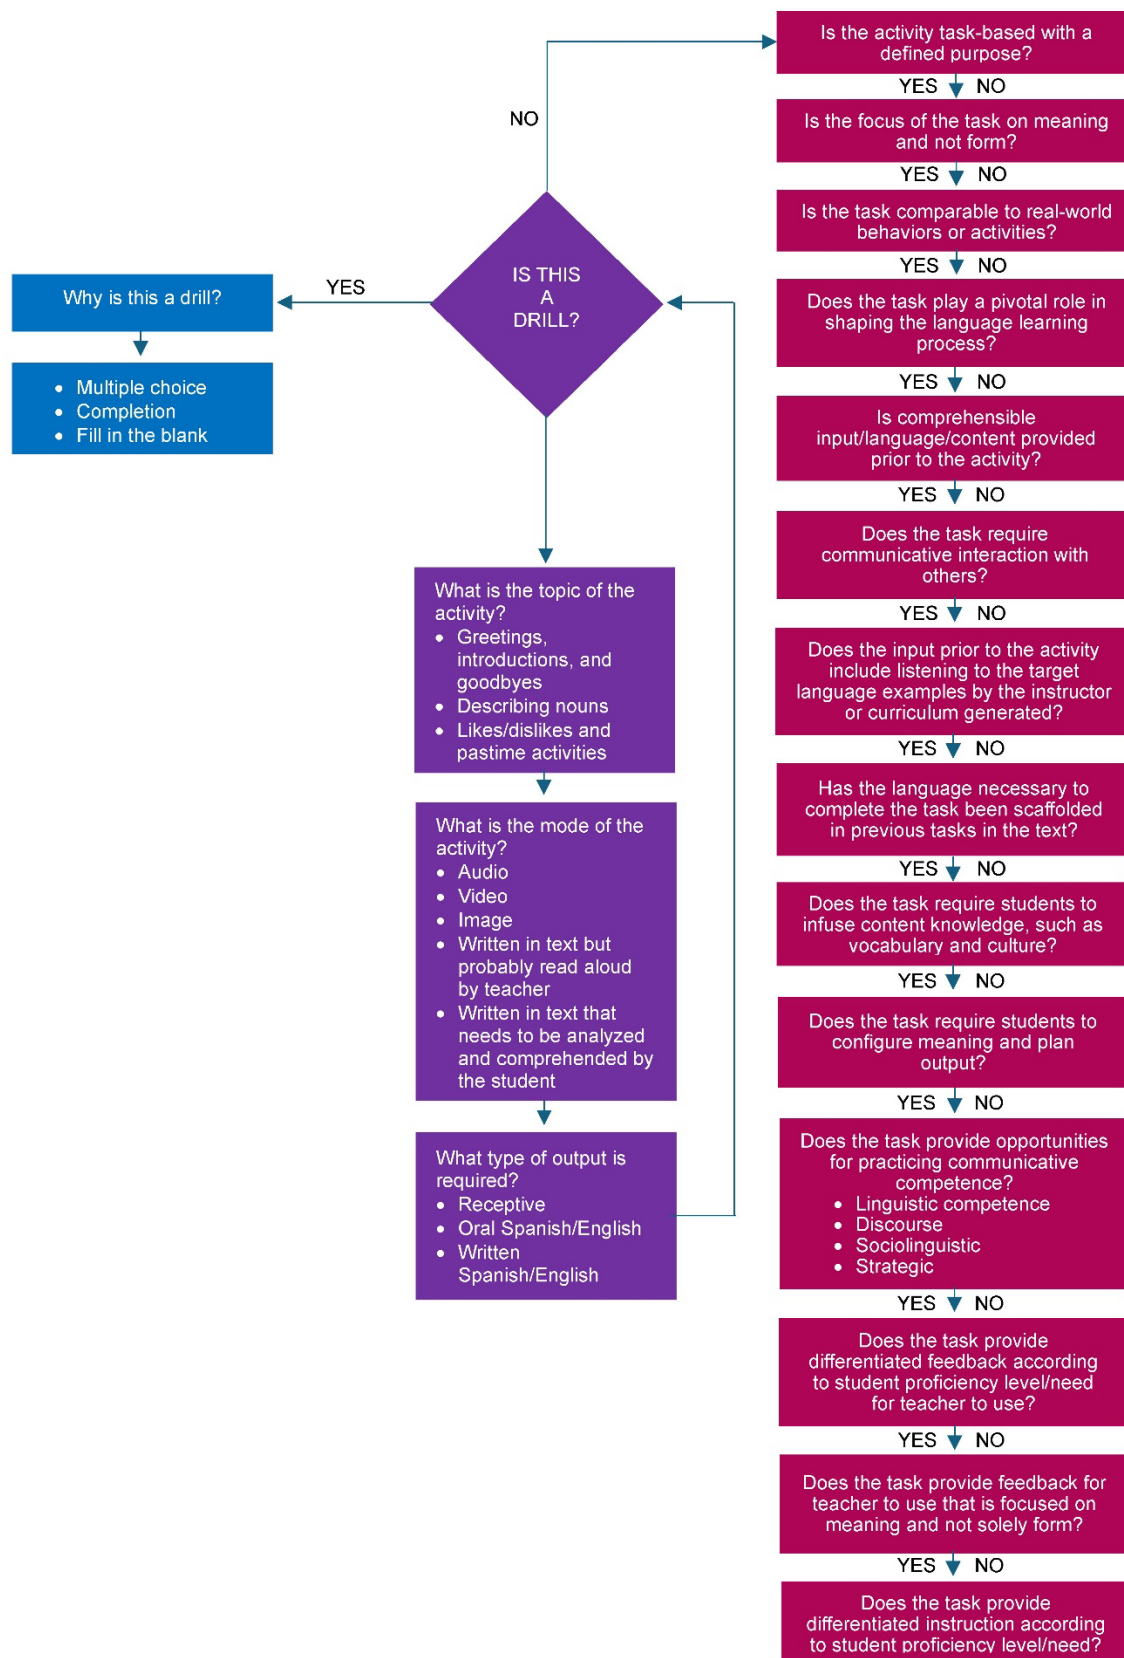 Is the activity task-based with a
defined purpose?
YES NO
Is the focus of the task on meaning
and not form?
YES NO
Is the task comparable to real-world
behaviors or activities?
YES NO
Does the task play a pivotal role in
shaping the language learning
process?
YES NO
Is comprehensible
input/language/content provided
prior to the activity?
YES NO
Does the task require
communicative interaction with
others?
YES NO
Does the input prior to the activity
include listening to the target
language examples by the instructor
or curriculum generated?
YES NO
Has the language necessary to
complete the task been scaffolded
in previous tasks in the text?
YES NO
Does the task require students to
infuse content knowledge, such as
vocabulary and culture?
YES NO
Does the task require students to
configure meaning and plan
output?
YES NO
Does the task provide opportunities
for practicing communicative
competence?
• Linguistic competence
• Discourse
• Sociolinguistic
• Strategic
YES NO
Does the task provide
differentiated feedback according
to student proficiency level/need
for teacher to use?
YES NO
Does the task provide feedback for
teacher to use that is focused on
meaning and not solely form?
YES NO
Does the task provide
differentiated instruction according
to student proficiency level/need?
NO
IS THIS
A
DRILL?
YES
Why is this a drill?
• Multiple choice
• Completion
• Fill in the blank
What is the topic of the
activity?
• Greetings,
introductions, and
goodbyes
• Describing nouns
• Likes/dislikes and
pastime activities
What is the mode of the
activity?
• Audio
• Video
• Image
• Written in text but
probably read aloud
by teacher
• Written in text that
needs to be analyzed
and comprehended by
the student
What type of output is
required?
• Receptive
• Oral Spanish/English
• Written
Spanish/English